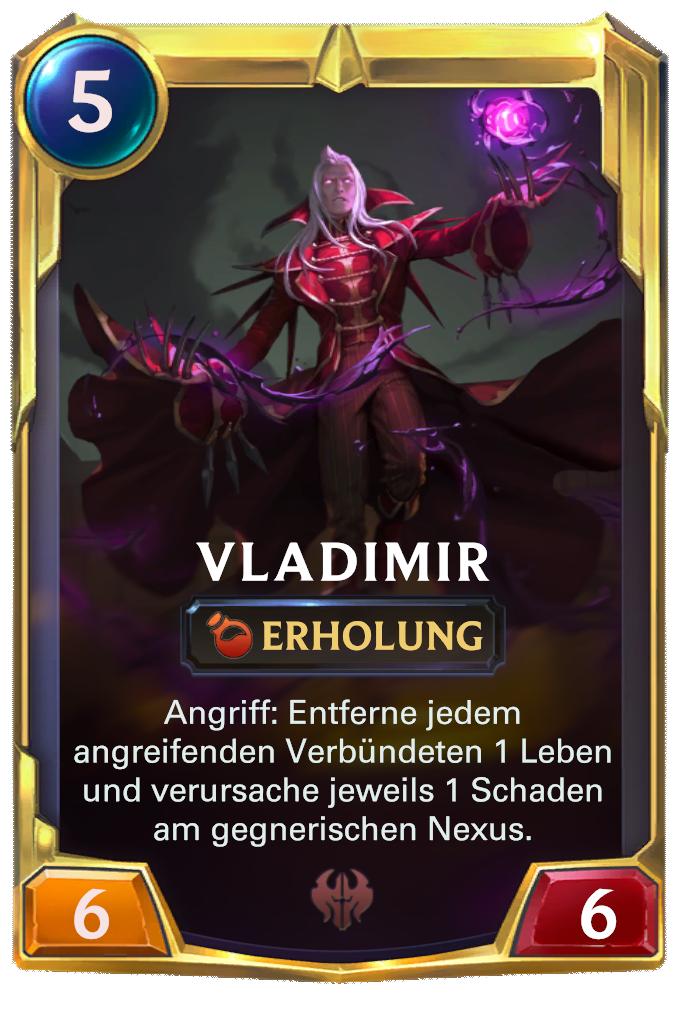 5
VLADIMIR
ERHOLUNG
Angriff: Entferne jedem
angreifenden Verbündeten 1 Leben
und verursache jeweils 1 Schaden
am gegnerischen Nexus.
6 6